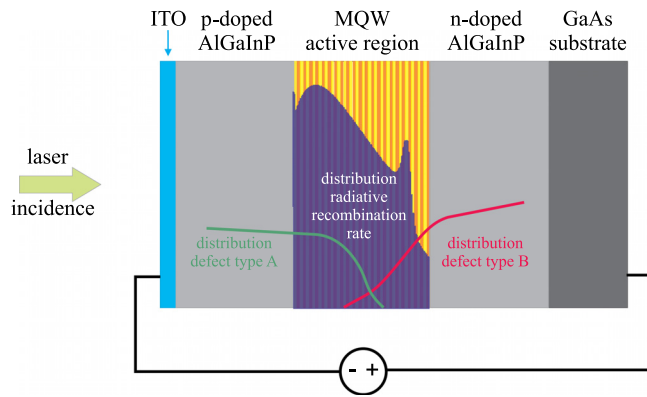 ITO
p-doped
AlGaInP
MQW
active region
n-doped
AlGaInP
GaAs
substrate
laser
incidence
distribution
radiative
recombination
rate
distribution
defect type A
distribution
defect type B
- +